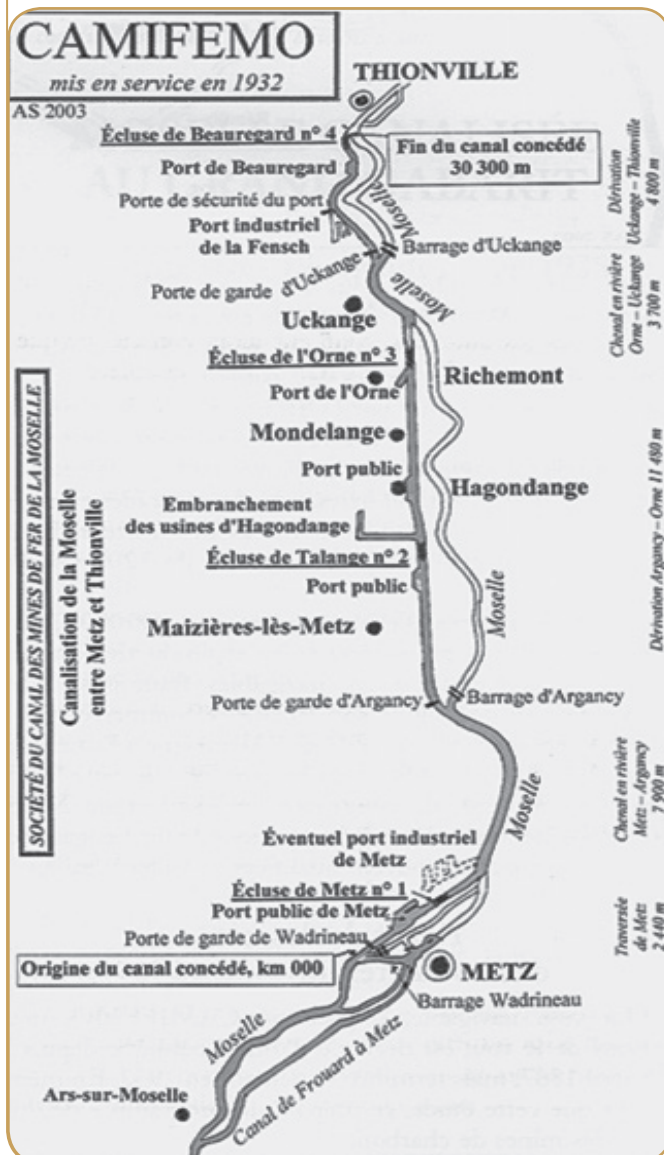 CAMIFEMO
mis en service en 1932
AS 2003
THIONVILLE
Écluse de Beauregard n° 4
Fin du canal concédé
30 300 m
Port de Beauregard
Moselle
Porte de sécurité du port
Port industriel
de la Fensch
Barrage d'Uckange
Porte de garde d'Uckange
Moselle
Uckange
Écluse de l'Orne n° 3
Richemont
Port de l'Orne
Mondelange
Port public
Hagondange
Embranchement
des usines d'Hagondange
Écluse de Talange n° 2
Port public
Moselle
Maizières-lès-Metz
Porte de garde d'Argancy
Barrage d'Argancy
Moselle
Éventuel port industriel
de Metz
Écluse de Metz n° 1
Port public de Metz
Porte de garde de Wadrineau
Origine du canal concédé, km 000
METZ
Barrage Wadrineau
Moselle
Canal de Frouard à Metz
Ars-sur-Moselle
SOCIÉTÉ DU CANAL DES MINES DE FER DE LA MOSELLE
Canalisation de la Moselle
entre Metz et Thionville
Dérivation
Uckange – Thionville
4 800 m
Chenal en rivière
Orne – Uckange
3 700 m
Dérivation Argancy – Orne 11 480 m
Chenal en rivière
Metz – Argancy
7 900 m
Traversée
de Metz
2 440 m